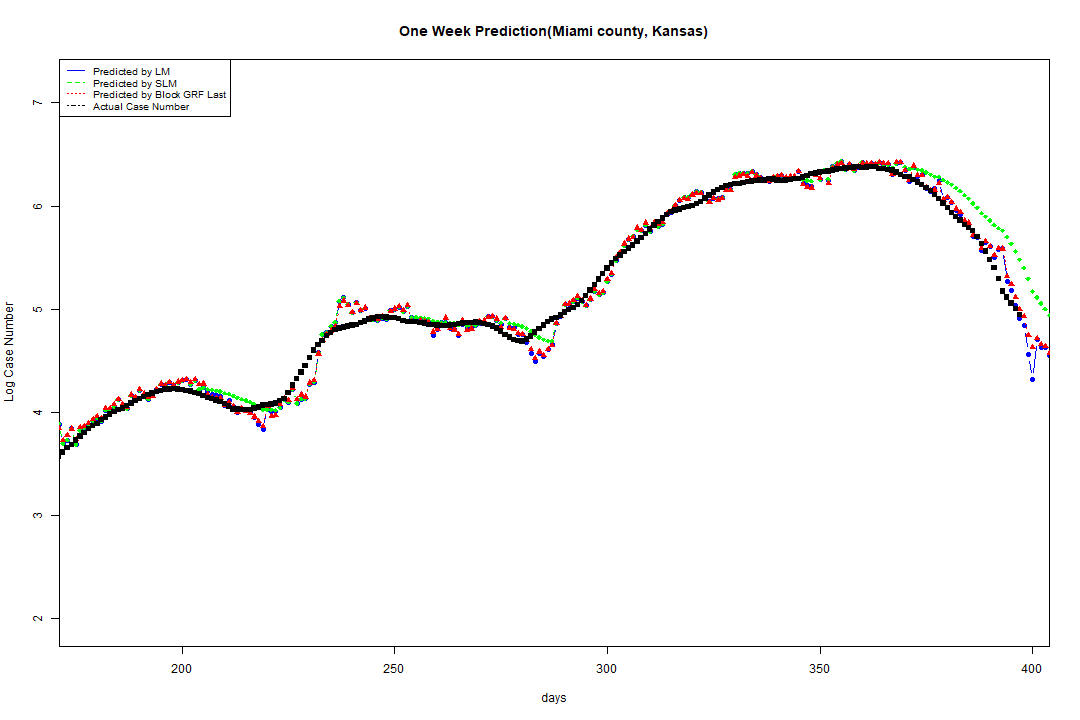 One Week Prediction(Miami county, Kansas)
Predicted by LM
Predicted by SLM
Predicted by Block GRF Last
Actual Case Number
Log Case Number
7
6
5
4
3
2
200 250 300 350 400
days